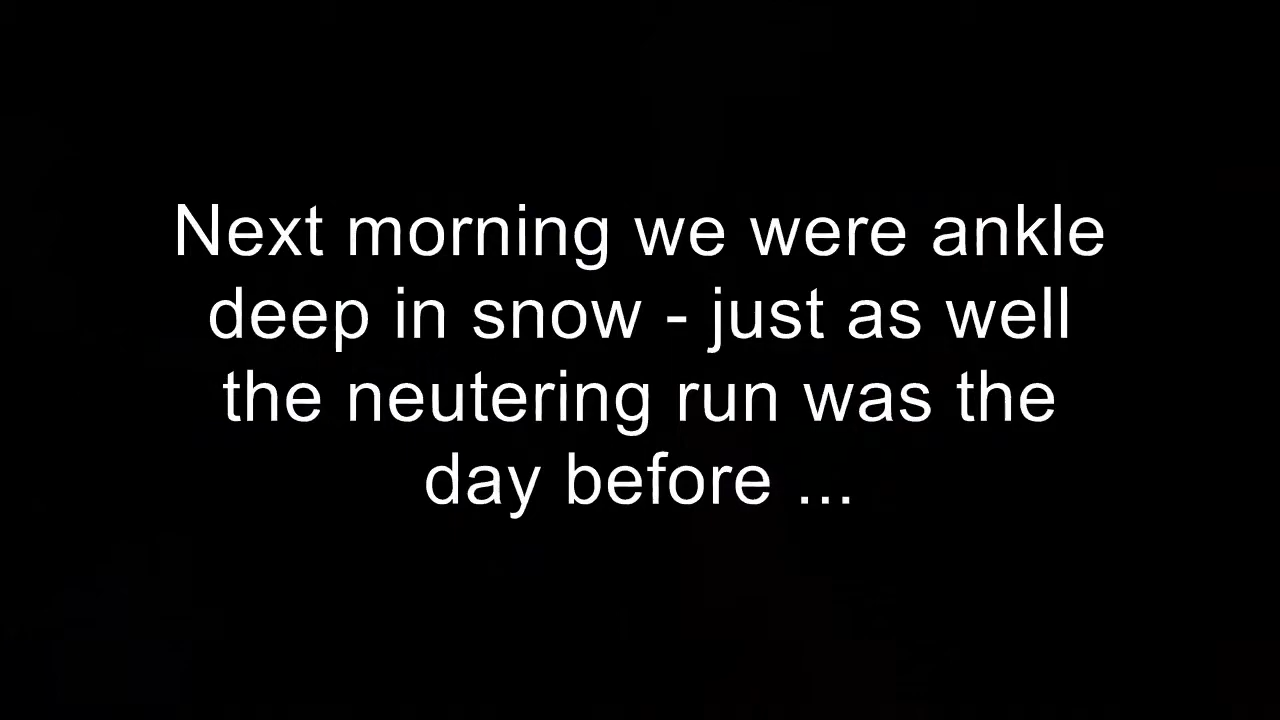 Next morning we were ankle
deep in snow - just as well
the neutering run was the
day before ...